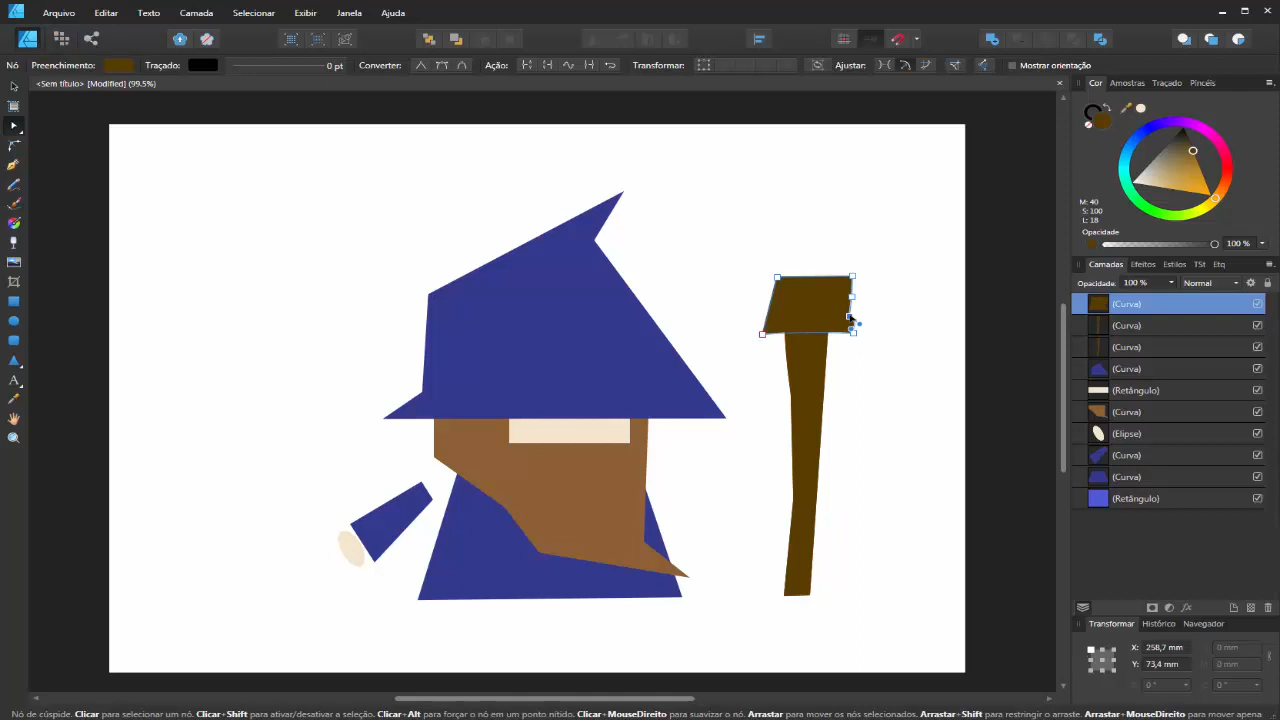 Arquivo Editar Texto Camada Selecionar Exibir Janela Ajuda
Nó Preenchimento: Traçado: 0 pt Converter: Ação: Transformar: Ajustar: Mostrar orientação
<Sem título> [Modified] (99.5%)
Cor Amostras Traçado Pincéis
M: 40
S: 100
L: 18
Opacidade
100 %
Camadas Efeitos Estilos TSt Etq
Opacidade: 100 % Normal
(Curva)
(Curva)
(Curva)
(Curva)
(Retângulo)
(Curva)
(Elipse)
(Curva)
(Curva)
(Retângulo)
Transformar Histórico Navegador
X: 258,7 mm 0 mm
Y: 73,4 mm 0 mm
0 ° 0 °
Nó de cúspide. Clicar para selecionar um nó. Clicar+Shift para ativar/desativar a seleção. Clicar+Alt para forçar o nó em um ponto nítido. Clicar+MouseDireito para suavizar o nó. Arrastar para mover os nós selecionados. Arrastar+Shift para restringir o arraste. Arrastar+MouseDireito para mover apena